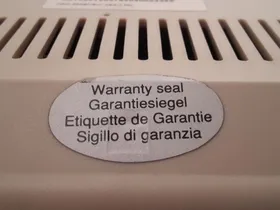 Warranty seal
Garantiesiegel
Etiquette de Garantie
Sigillo di garanzia